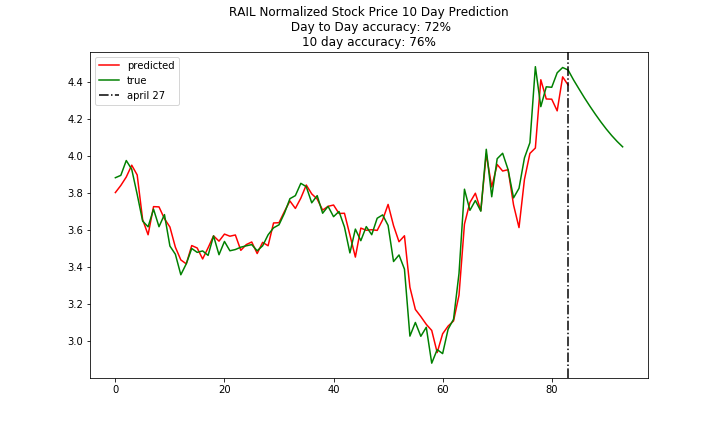 RAIL Normalized Stock Price 10 Day Prediction
Day to Day accuracy: 72%
10 day accuracy: 76%
predicted
true
april 27
4.4
4.2
4.0
3.8
3.6
3.4
3.2
3.0
0 20 40 60 80